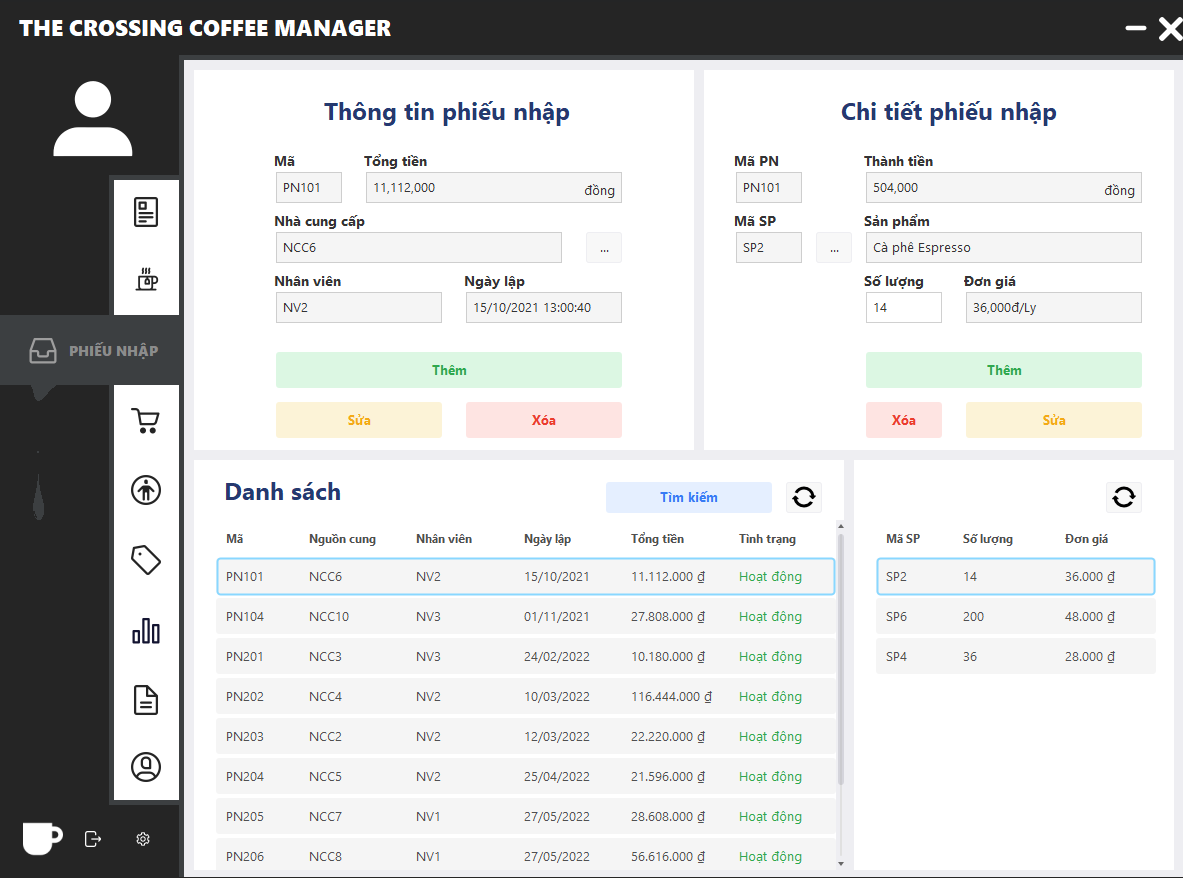 THE CROSSING COFFEE MANAGER
PHIẾU NHẬP
Thông tin phiếu nhập
Mã
Tổng tiền
PN101
11,112,000
đồng
Nhà cung cấp
NCC6
...
Nhân viên
Ngày lập
NV2
15/10/2021 13:00:40
Thêm
Sửa
Xóa
Chi tiết phiếu nhập
Mã PN
Thành tiền
PN101
504,000
đồng
Mã SP
Sản phẩm
SP2
...
Cà phê Espresso
Số lượng
Đơn giá
14
36,000đ/Ly
Thêm
Xóa
Sửa
Danh sách
Tìm kiếm
Mã Nguồn cung Nhân viên Ngày lập Tổng tiền Tình trạng
PN101 NCC6 NV2 15/10/2021 11.112.000 ₫ Hoạt động
PN104 NCC10 NV3 01/11/2021 27.808.000 ₫ Hoạt động
PN201 NCC3 NV3 24/02/2022 10.180.000 ₫ Hoạt động
PN202 NCC4 NV2 10/03/2022 116.444.000 ₫ Hoạt động
PN203 NCC2 NV2 12/03/2022 22.220.000 ₫ Hoạt động
PN204 NCC5 NV2 25/04/2022 21.596.000 ₫ Hoạt động
PN205 NCC7 NV1 27/05/2022 28.608.000 ₫ Hoạt động
PN206 NCC8 NV1 27/05/2022 56.616.000 ₫ Hoạt động
Mã SP Số lượng Đơn giá
SP2 14 36.000 ₫
SP6 200 48.000 ₫
SP4 36 28.000 ₫